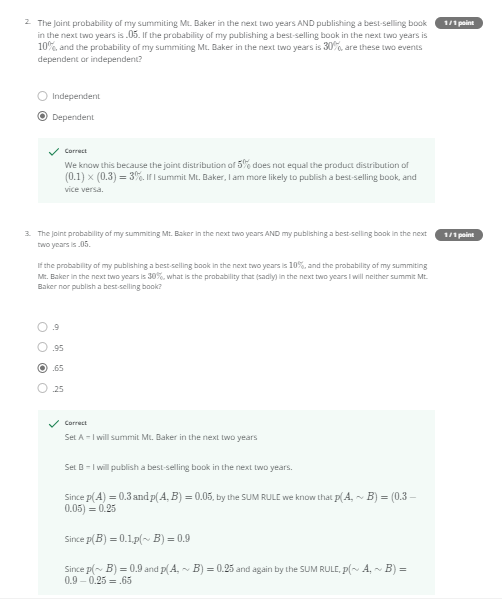 2. The Joint probability of my summiting Mt. Baker in the next two years AND publishing a best-selling book
1 / 1 point
in the next two years is .05. If the probability of my publishing a best-selling book in the next two years is
10%, and the probability of my summiting Mt. Baker in the next two years is 30%, are these two events
dependent or independent?
Independent
Dependent
Correct
We know this because the joint distribution of 5% does not equal the product distribution of
(0.1) × (0.3) = 3%. If I summit Mt. Baker, I am more likely to publish a best-selling book, and
vice versa.
3. The joint probability of my summiting Mt. Baker in the next two years AND my publishing a best-selling book in the next
1 / 1 point
two years is .05.
If the probability of my publishing a best-selling book in the next two years is 10%, and the probability of my summiting
Mt. Baker in the next two years is 30%, what is the probability that (sadly) in the next two years I will neither summit Mt.
Baker nor publish a best-selling book?
.9
.95
.65
.25
Correct
Set A = I will summit Mt. Baker in the next two years
Set B = I will publish a best-selling book in the next two years.
Since p(A) = 0.3 and p(A, B) = 0.05, by the SUM RULE we know that p(A, ~ B) = (0.3 −
0.05) = 0.25
Since p(B) = 0.1, p(~ B) = 0.9
Since p(~ B) = 0.9 and p(A, ~ B) = 0.25 and again by the SUM RULE, p(~ A, ~ B) =
0.9 − 0.25 = .65